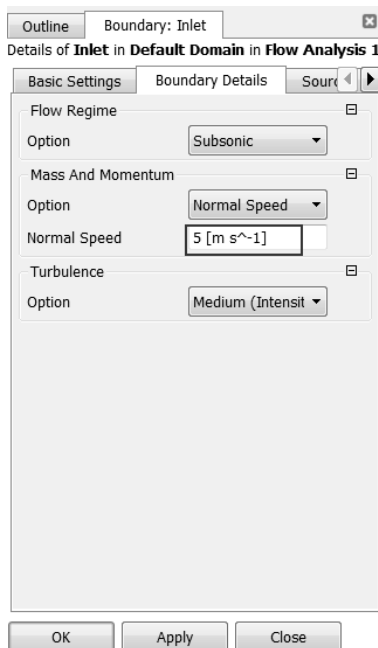 Outline Boundary: Inlet
Details of Inlet in Default Domain in Flow Analysis 1
Basic Settings Boundary Details Sourc
Flow Regime
Option Subsonic
Mass And Momentum
Option Normal Speed
Normal Speed 5 [m s^-1]
Turbulence
Option Medium (Intensit
OK Apply Close